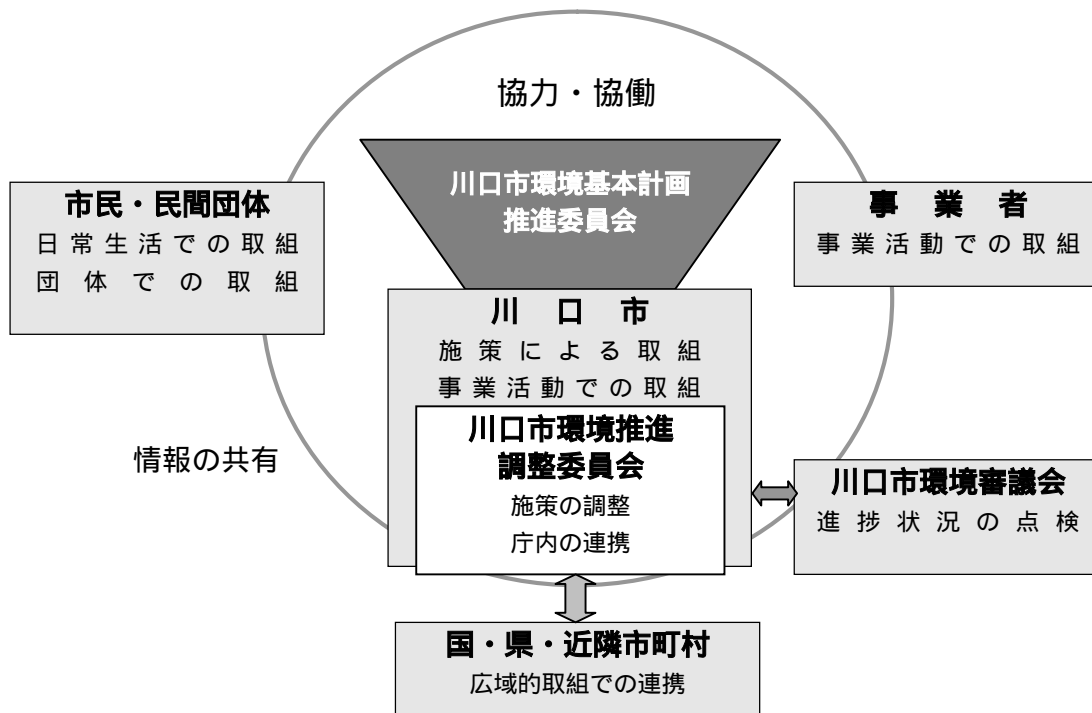 協力・協働
川口市環境基本計画
推進委員会
市民・民間団体
日常生活での取組
団体での取組
事業者
事業活動での取組
川口市
施策による取組
事業活動での取組
川口市環境推進
調整委員会
施策の調整
庁内の連携
情報の共有
川口市環境審議会
進捗状況の点検
国・県・近隣市町村
広域的取組での連携